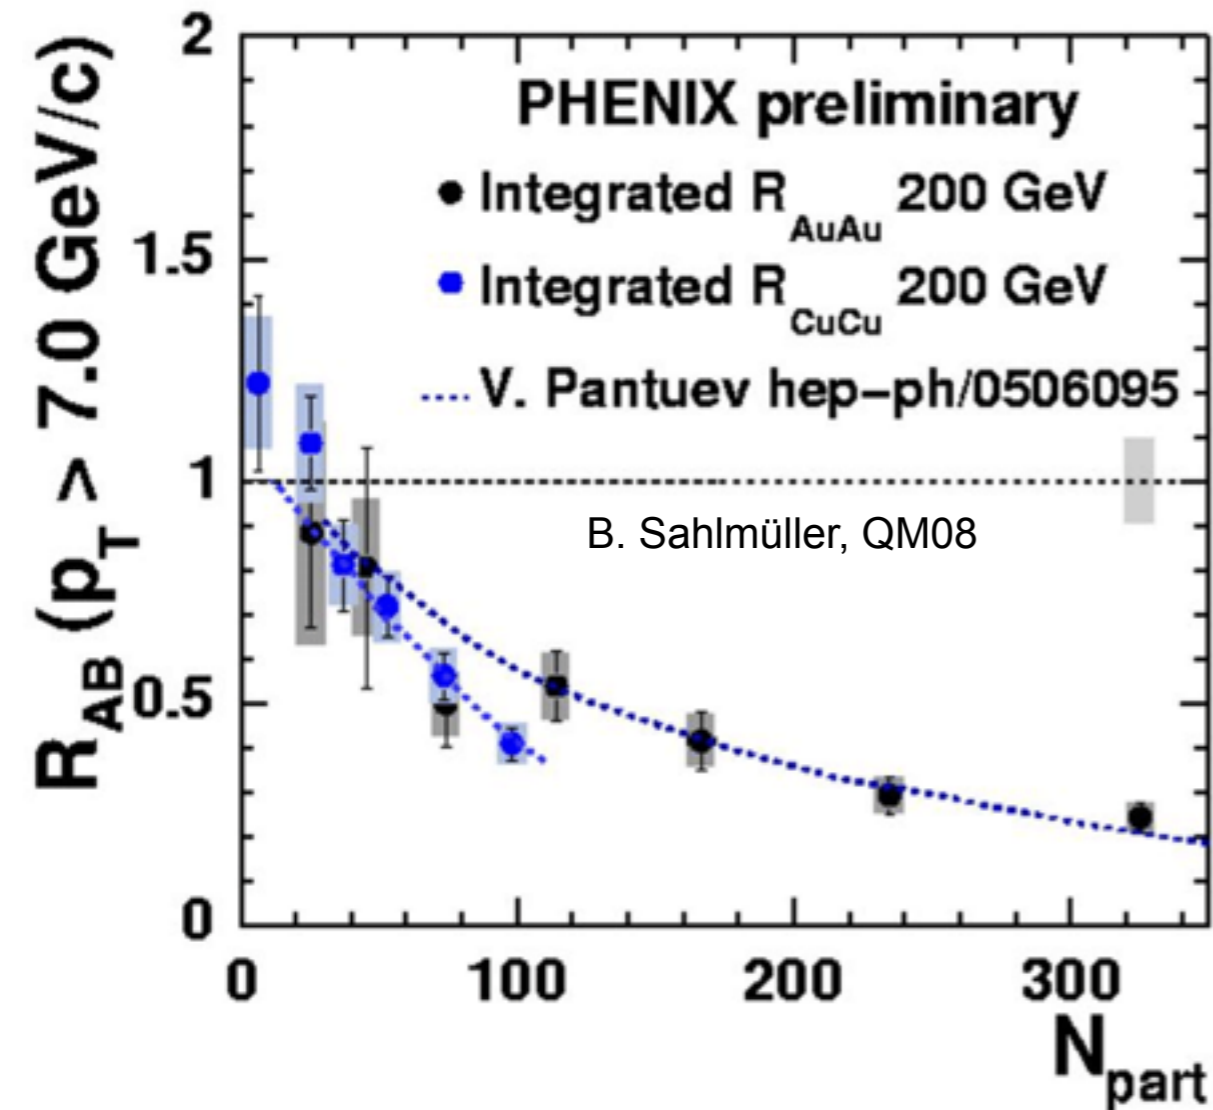 R_AB (p_T > 7.0 GeV/c)
2
1.5
1
0.5
0
PHENIX preliminary
Integrated R_AuAu 200 GeV
Integrated R_CuCu 200 GeV
V. Pantuev hep-ph/0506095
B. Sahlmüller, QM08
0 100 200 300
N_part